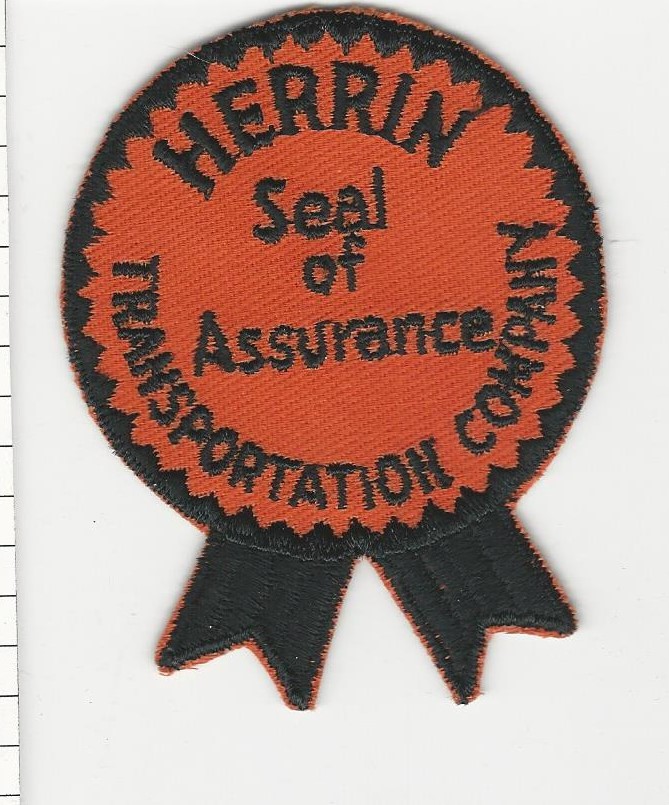 HERRIN
Seal
of
Assurance
TRANSPORTATION COMPANY